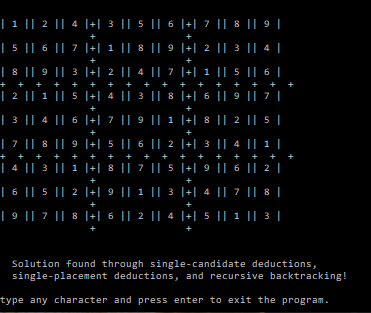 | 1 || 2 || 4 |+| 3 || 5 || 6 |+| 7 || 8 || 9 |
+ +
| 5 || 6 || 7 |+| 1 || 8 || 9 |+| 2 || 3 || 4 |
+ +
| 8 || 9 || 3 |+| 2 || 4 || 7 |+| 1 || 5 || 6 |
+ + + + + + + + + + + + + + + + +
| 2 || 1 || 5 |+| 4 || 3 || 8 |+| 6 || 9 || 7 |
+ +
| 3 || 4 || 6 |+| 7 || 9 || 1 |+| 8 || 2 || 5 |
+ +
| 7 || 8 || 9 |+| 5 || 6 || 2 |+| 3 || 4 || 1 |
+ + + + + + + + + + + + + + + + +
| 4 || 3 || 1 |+| 8 || 7 || 5 |+| 9 || 6 || 2 |
+ +
| 6 || 5 || 2 |+| 9 || 1 || 3 |+| 4 || 7 || 8 |
+ +
| 9 || 7 || 8 |+| 6 || 2 || 4 |+| 5 || 1 || 3 |
+ +
Solution found through single-candidate deductions,
single-placement deductions, and recursive backtracking!
type any character and press enter to exit the program.